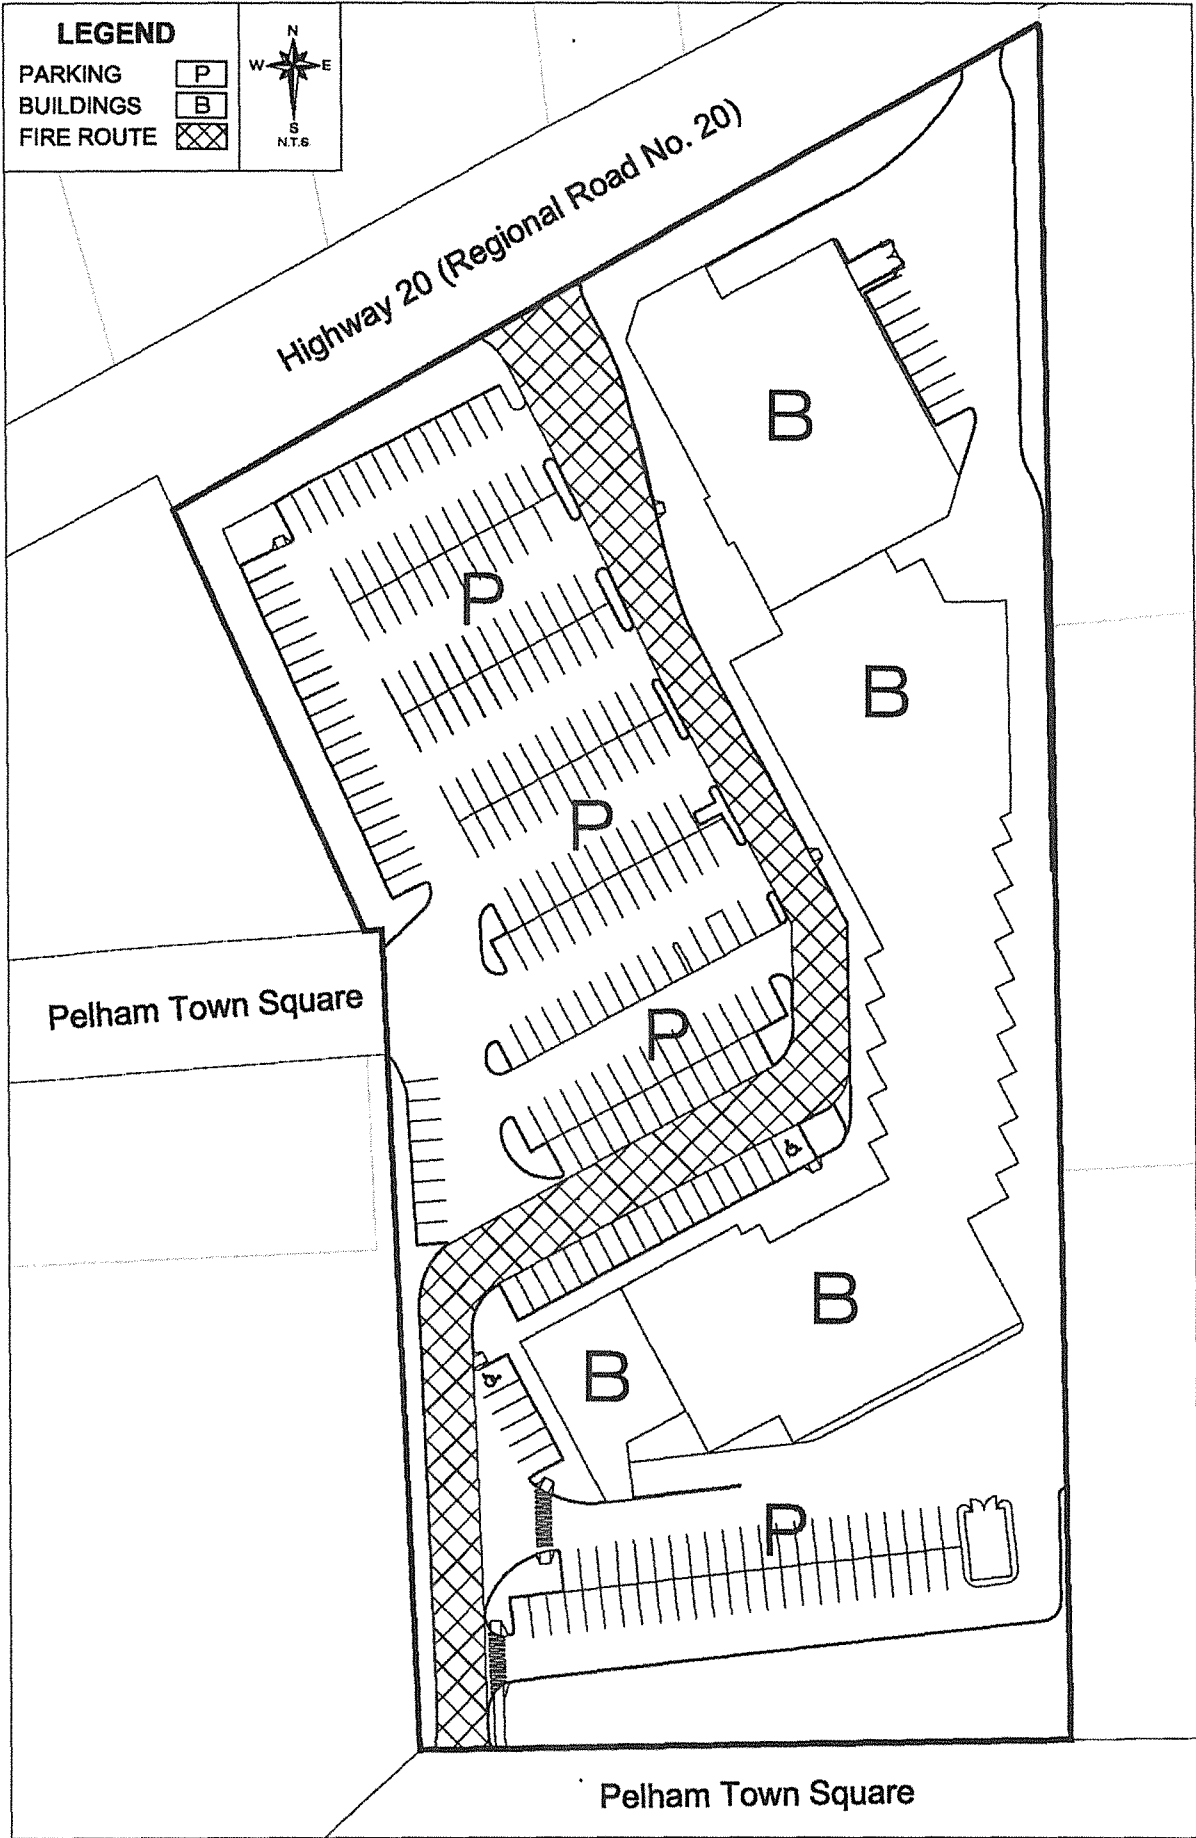 LEGEND
PARKING P
BUILDINGS B
FIRE ROUTE
N
W E
S
N.T.S
Highway 20 (Regional Road No. 20)
B
P
B
P
Pelham Town Square
P
B
B
P
Pelham Town Square